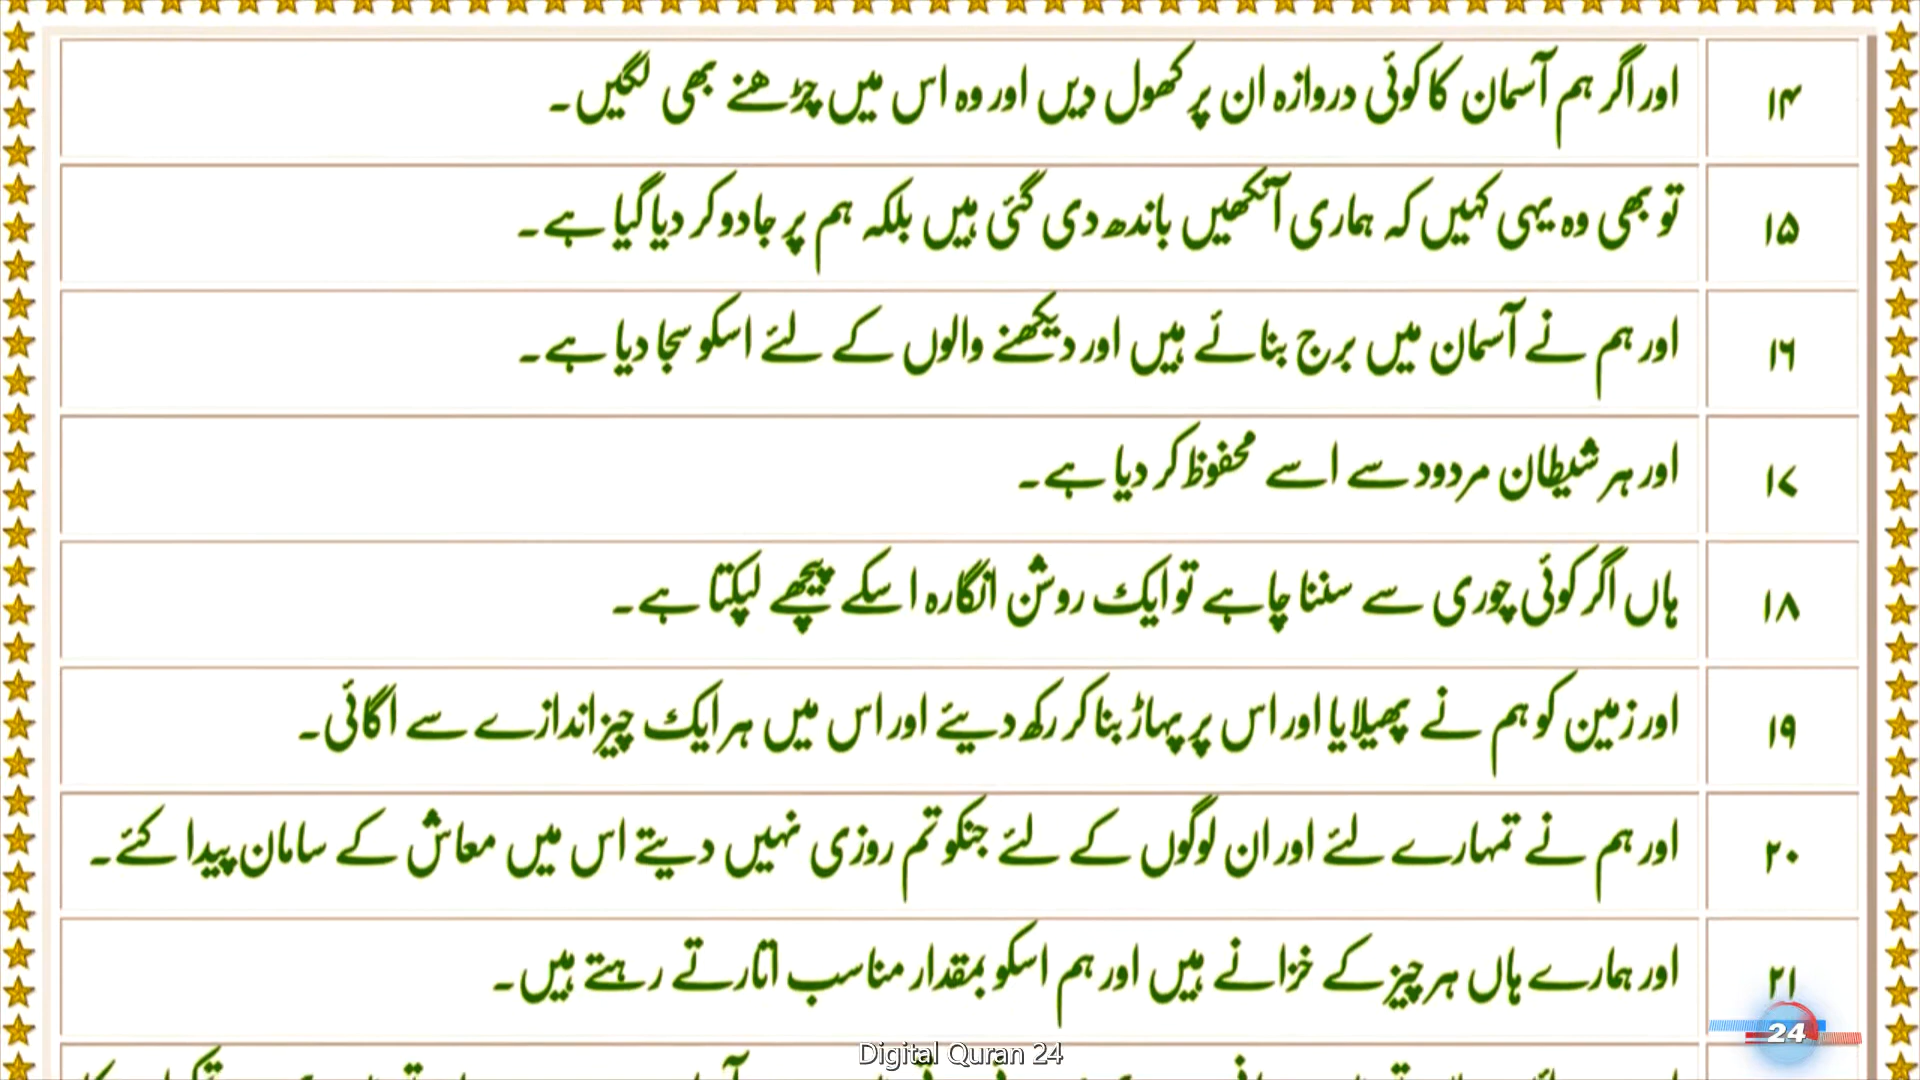 ۱۴ اور اگر ہم آسمان کا کوئی دروازہ ان پر کھول دیں اور وہ اس میں چڑھنے بھی لگیں۔
۱۵ تو بھی وہ یہی کہیں کہ ہماری آنکھیں باندھ دی گئی ہیں بلکہ ہم پر جادو کر دیا گیا ہے۔
۱۶ اور ہم نے آسمان میں برج بنائے ہیں اور دیکھنے والوں کے لئے اسکو سجا دیا ہے۔
۱۷ اور ہر شیطان مردود سے اسے محفوظ کر دیا ہے۔
۱۸ ہاں اگر کوئی چوری سے سننا چاہے تو ایک روشن انگارہ اسکے پیچھے لپکتا ہے۔
۱۹ اور زمین کو ہم نے پھیلایا اور اس پر پہاڑ بنا کر رکھ دیئے اور اس میں ہر ایک چیز اندازے سے اگائی۔
۲۰ اور ہم نے تمہارے لئے اور ان لوگوں کے لئے جنکو تم روزی نہیں دیتے اس میں معاش کے سامان پیدا کئے۔
۲۱ اور ہمارے ہاں ہر چیز کے خزانے ہیں اور ہم اسکو بمقدار مناسب اتارتے رہتے ہیں۔
24
Digital Quran 24